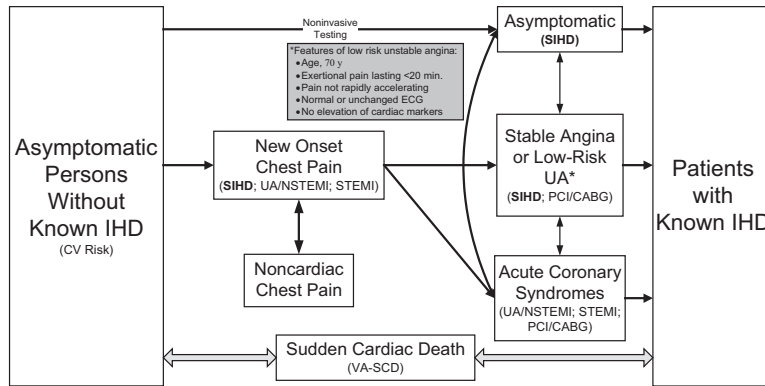 Noninvasive
Testing
Asymptomatic
(SIHD)
*Features of low risk unstable angina:
•Age, 70 y
•Exertional pain lasting <20 min.
•Pain not rapidly accelerating
•Normal or unchanged ECG
•No elevation of cardiac markers
Asymptomatic
Persons
Without
Known IHD
(CV Risk)
New Onset
Chest Pain
(SIHD; UA/NSTEMI; STEMI)
Stable Angina
or Low-Risk
UA*
(SIHD; PCI/CABG)
Patients
with
Known IHD
Noncardiac
Chest Pain
Acute Coronary
Syndromes
(UA/NSTEMI; STEMI;
PCI/CABG)
Sudden Cardiac Death
(VA-SCD)